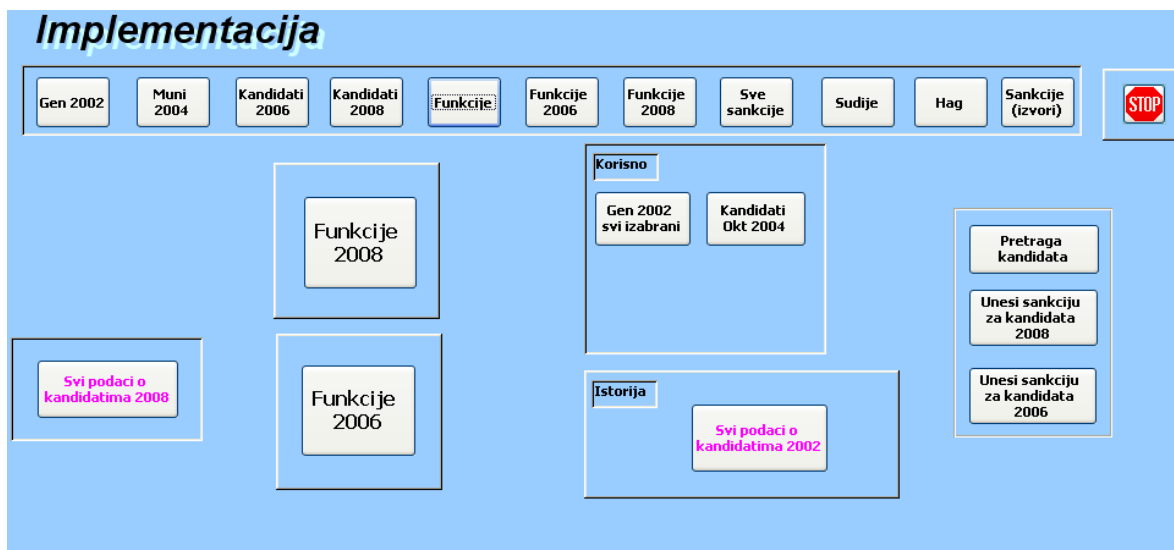 Implementacija
Gen 2002
Muni
2004
Kandidati
2006
Kandidati
2008
Funkcije
Funkcije
2006
Funkcije
2008
Sve
sankcije
Sudije
Hag
Sankcije
(izvori)
STOP
Funkcije
2008
Korisno
Gen 2002
svi izabrani
Kandidati
Okt 2004
Pretraga
kandidata
Unesi sankciju
za kandidata
2008
Unesi sankciju
za kandidata
2006
Svi podaci o
kandidatima 2008
Funkcije
2006
Istorija
Svi podaci o
kandidatima 2002